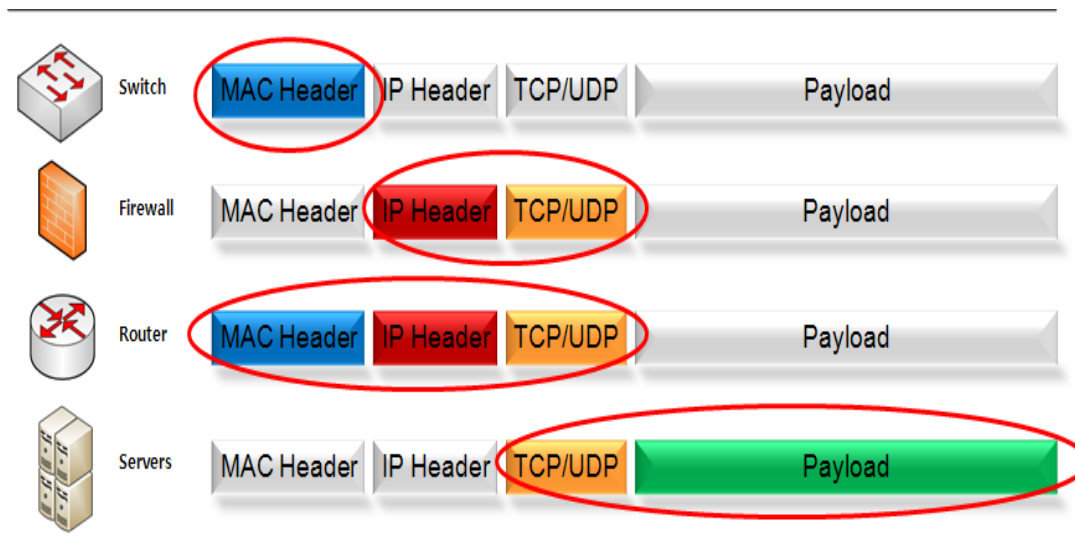 Switch MAC Header IP Header TCP/UDP Payload
Firewall MAC Header IP Header TCP/UDP Payload
Router MAC Header IP Header TCP/UDP Payload
Servers MAC Header IP Header TCP/UDP Payload